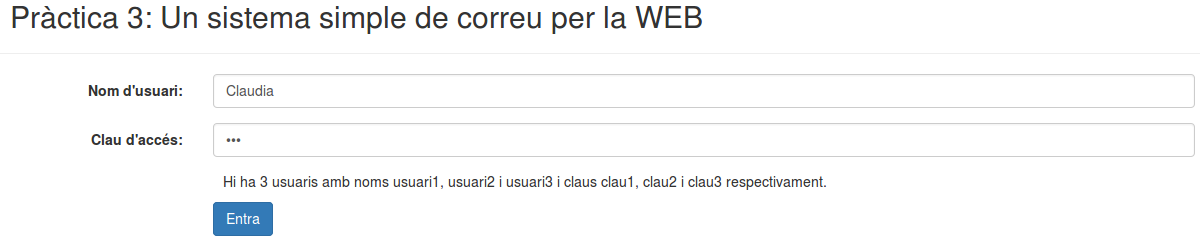 Pràctica 3: Un sistema simple de correu per la WEB
Nom d'usuari: Claudia
Clau d'accés: •••
Hi ha 3 usuaris amb noms usuari1, usuari2 i usuari3 i claus clau1, clau2 i clau3 respectivament.
Entra